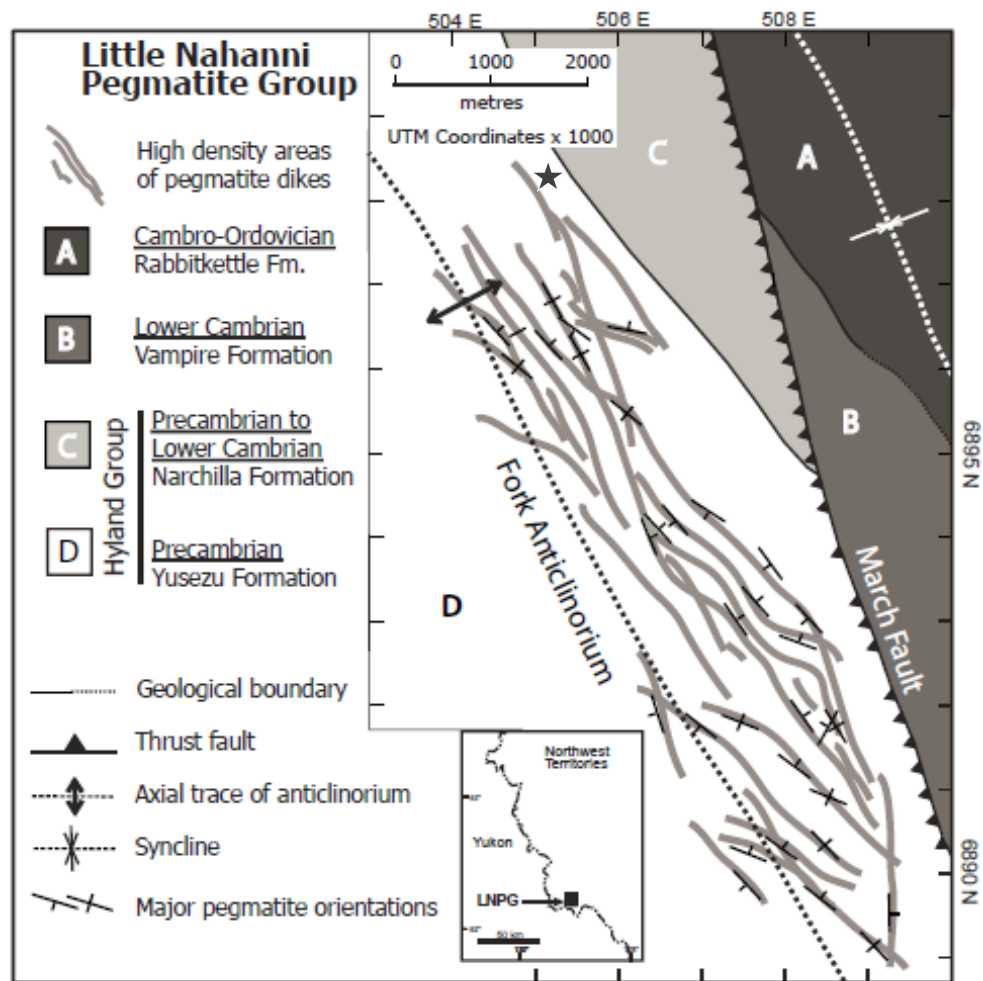 504 E
506 E
508 E
Little Nahanni
Pegmatite Group
0
1000
2000
metres
UTM Coordinates x 1000
High density areas
of pegmatite dikes
A
Cambro-Ordovician
Rabbitkettle Fm.
B
Lower Cambrian
Vampire Formation
Hyland Group
C
Precambrian to
Lower Cambrian
Narchilla Formation
D
Precambrian
Yusezu Formation
Geological boundary
Thrust fault
Axial trace of anticlinorium
Syncline
Major pegmatite orientations
C
A
B
D
Fork Anticlinorium
March Fault
6895 N
6890 N
Northwest
Territories
Yukon
LNPG
50 km